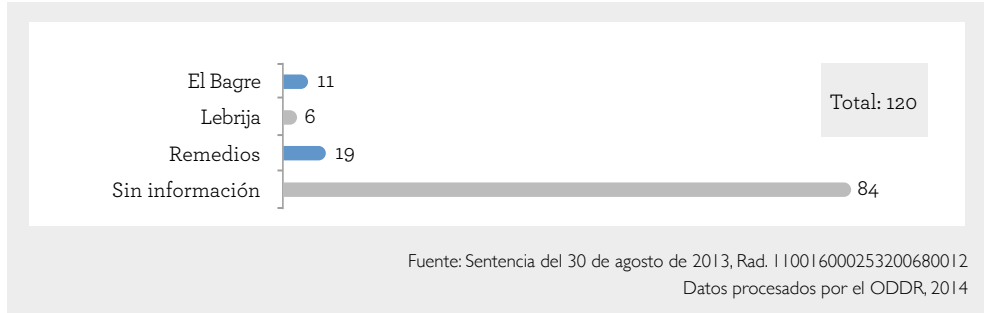 El Bagre 11
Total: 120
Lebrija 6
Remedios 19
Sin información 84
Fuente: Sentencia del 30 de agosto de 2013, Rad. 110016000253200680012
Datos procesados por el ODDR, 2014